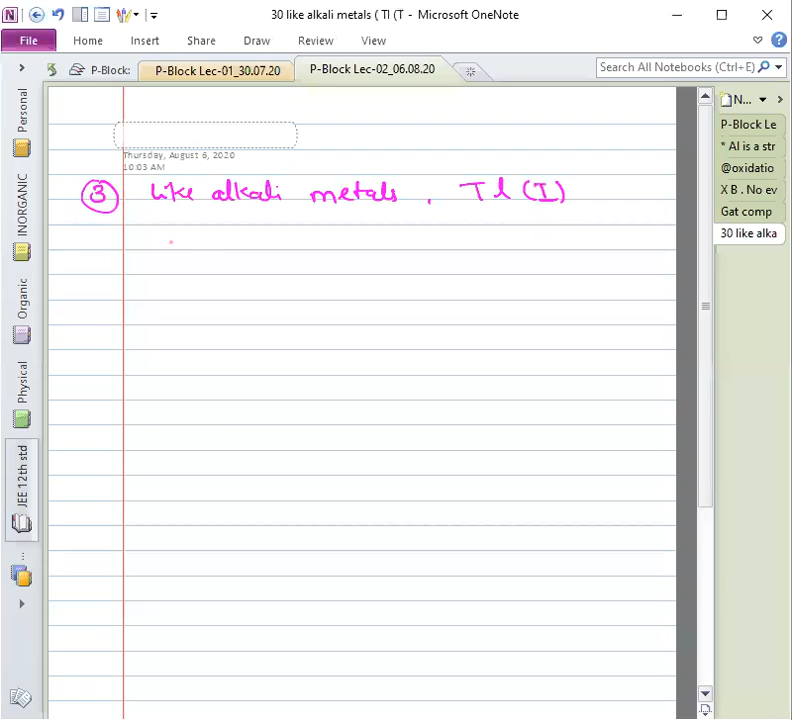 30 like alkali metals ( Tl (T - Microsoft OneNote
File Home Insert Share Draw Review View
P-Block: P-Block Lec-01_30.07.20 P-Block Lec-02_06.08.20 Search All Notebooks (Ctrl+E)
N...
P-Block Le
* Al is a str
@oxidatio
X B . No ev
Gat comp
30 like alka
Personal
INORGANIC
Organic
Physical
JEE 12th std
Thursday, August 6, 2020
10:03 AM
③ Like alkali metals , Tl (I)